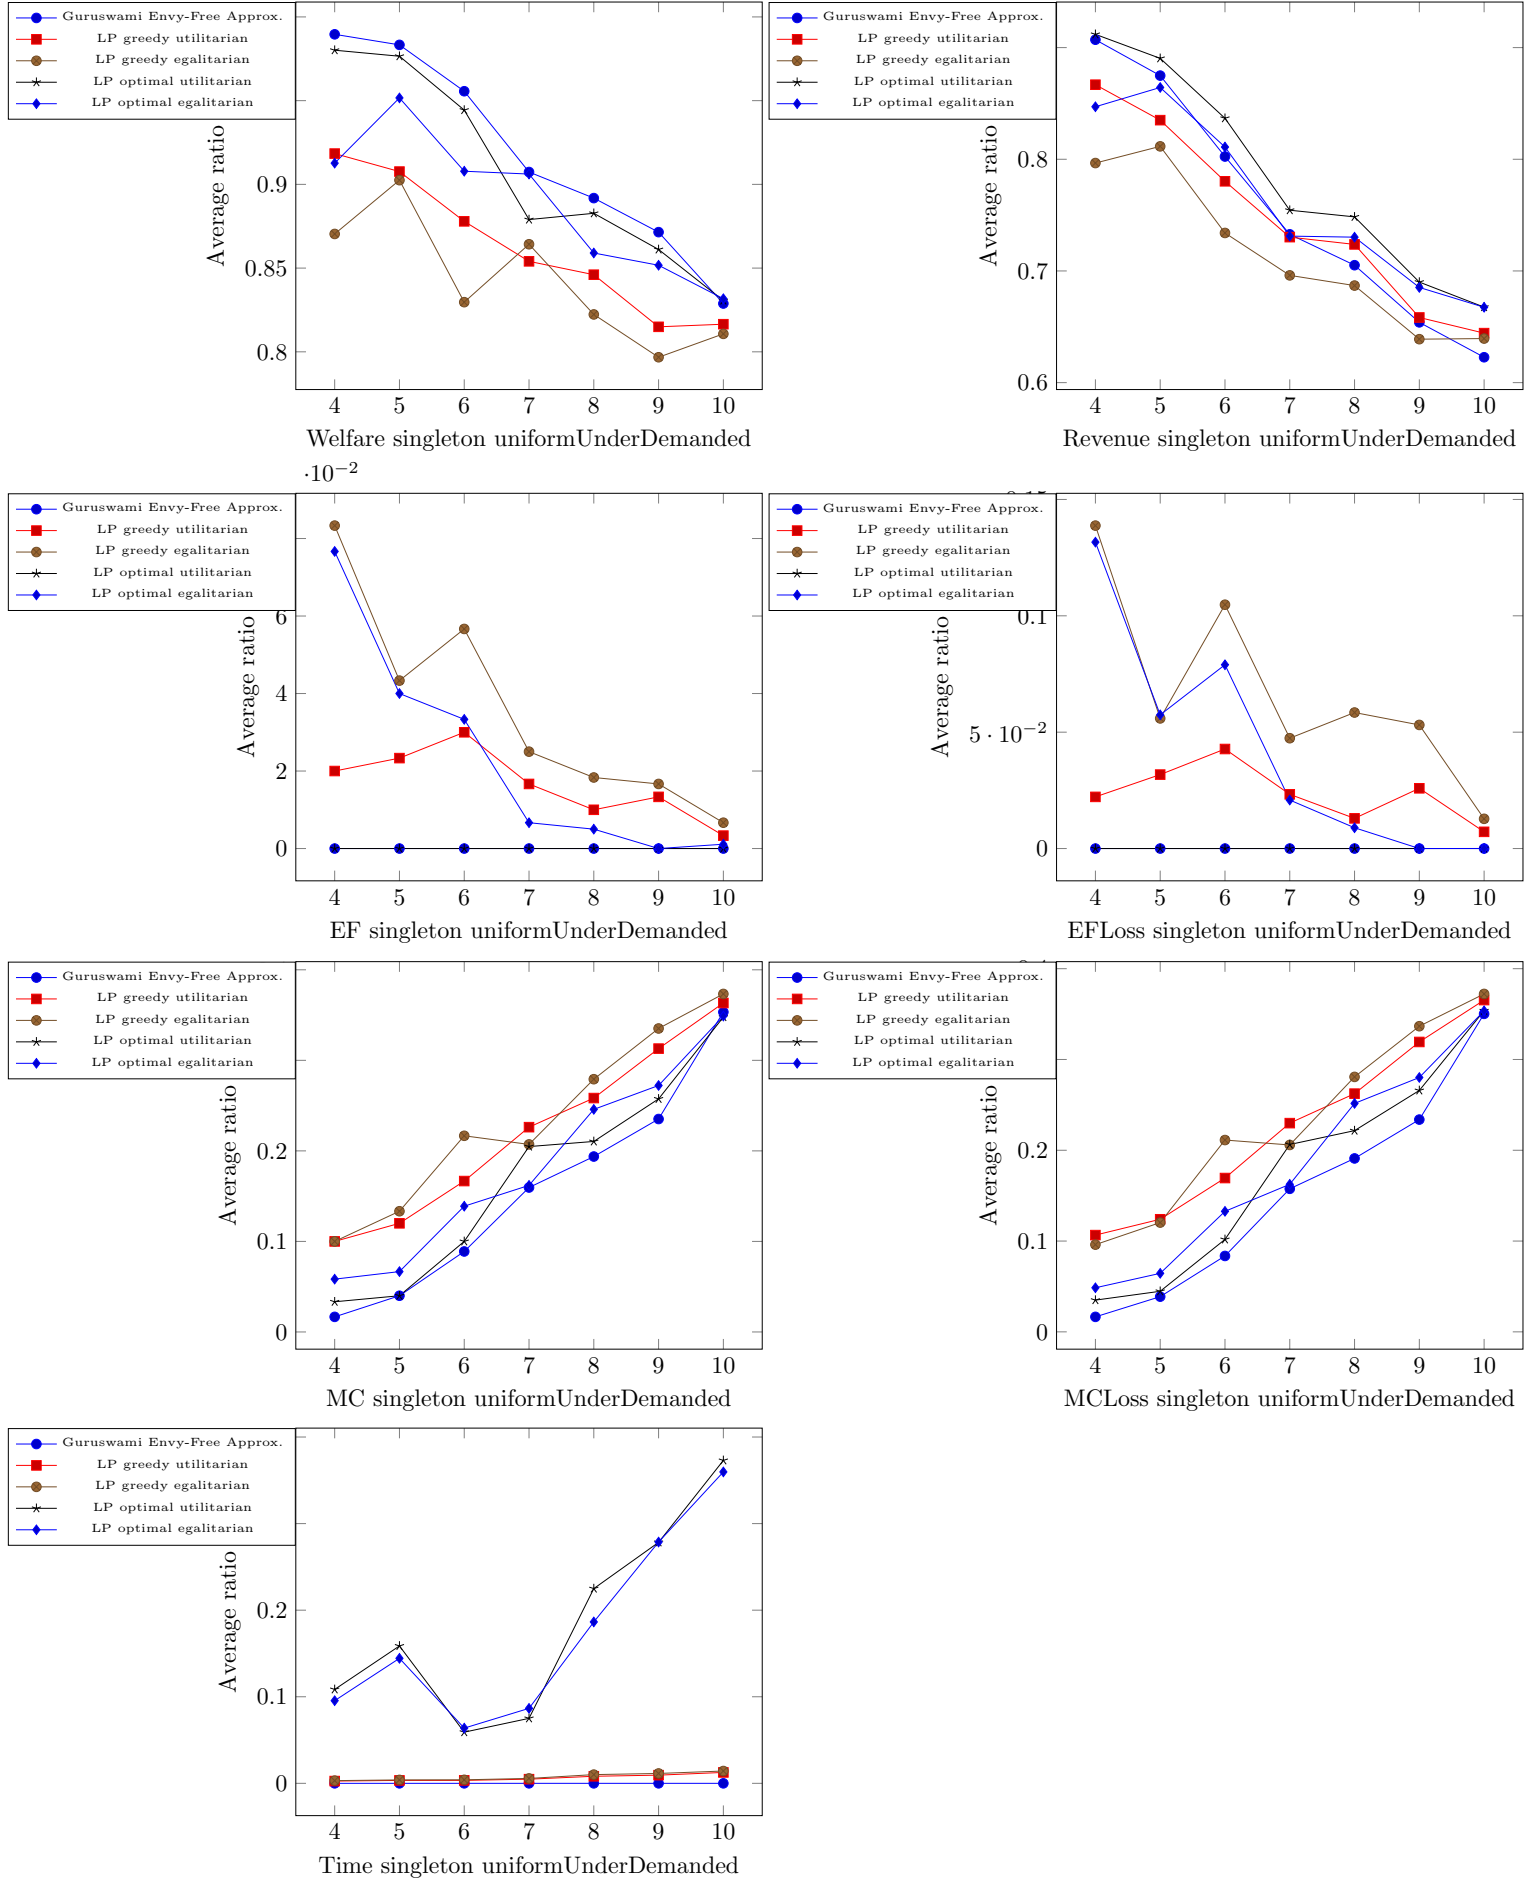 Guruswami Envy-Free Approx.
LP greedy utilitarian
LP greedy egalitarian
LP optimal utilitarian
LP optimal egalitarian
Average ratio
0.9
0.85
0.8
4 5 6 7 8 9 10
Welfare singleton uniformUnderDemanded
Guruswami Envy-Free Approx.
LP greedy utilitarian
LP greedy egalitarian
LP optimal utilitarian
LP optimal egalitarian
Average ratio
0.8
0.7
0.6
4 5 6 7 8 9 10
Revenue singleton uniformUnderDemanded
·10⁻²
Guruswami Envy-Free Approx.
LP greedy utilitarian
LP greedy egalitarian
LP optimal utilitarian
LP optimal egalitarian
Average ratio
6
4
2
0
4 5 6 7 8 9 10
EF singleton uniformUnderDemanded
Guruswami Envy-Free Approx.
LP greedy utilitarian
LP greedy egalitarian
LP optimal utilitarian
LP optimal egalitarian
Average ratio
0.1
5 · 10⁻²
0
4 5 6 7 8 9 10
EFLoss singleton uniformUnderDemanded
Guruswami Envy-Free Approx.
LP greedy utilitarian
LP greedy egalitarian
LP optimal utilitarian
LP optimal egalitarian
Average ratio
0.2
0.1
0
4 5 6 7 8 9 10
MC singleton uniformUnderDemanded
Guruswami Envy-Free Approx.
LP greedy utilitarian
LP greedy egalitarian
LP optimal utilitarian
LP optimal egalitarian
Average ratio
0.2
0.1
0
4 5 6 7 8 9 10
MCLoss singleton uniformUnderDemanded
Guruswami Envy-Free Approx.
LP greedy utilitarian
LP greedy egalitarian
LP optimal utilitarian
LP optimal egalitarian
Average ratio
0.2
0.1
0
4 5 6 7 8 9 10
Time singleton uniformUnderDemanded